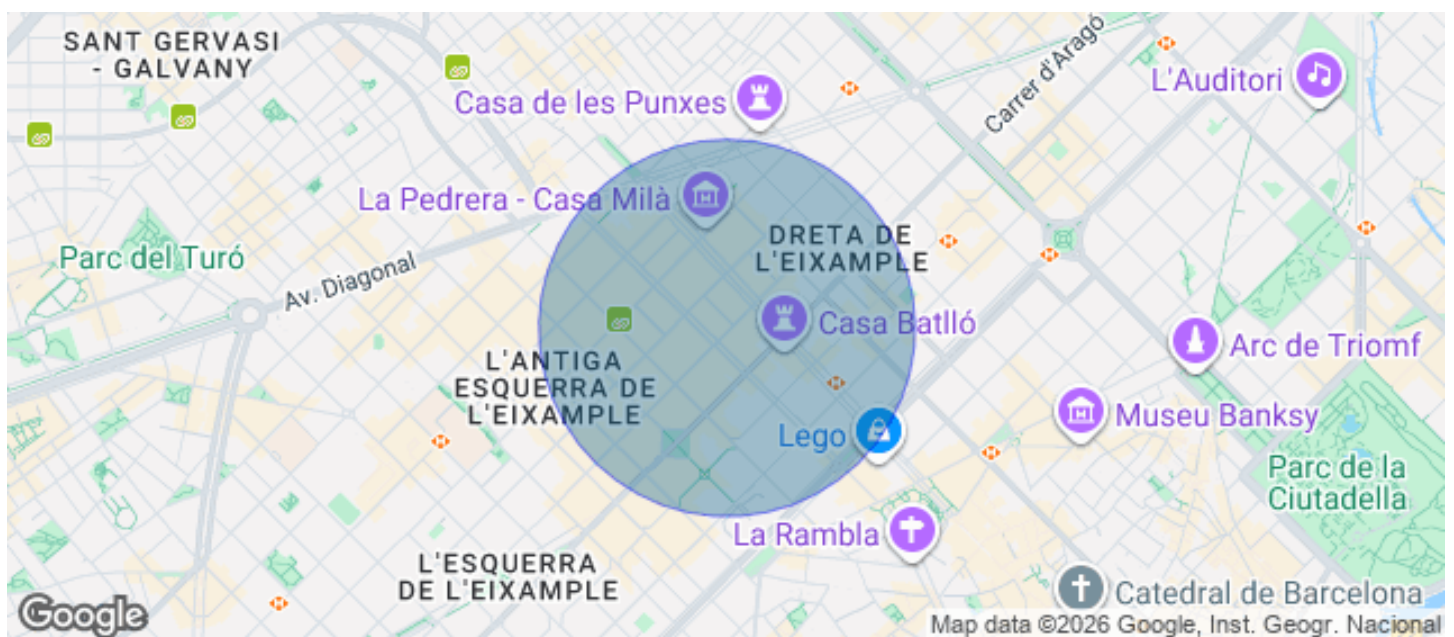 SANT GERVASI
- GALVANY
Casa de les Punxes
Carrer d'Aragó
L'Auditori
La Pedrera - Casa Milà
DRETA DE
L'EIXAMPLE
Parc del Turó
Av. Diagonal
Casa Batlló
Arc de Triomf
L'ANTIGA
ESQUERRA DE
L'EIXAMPLE
Museu Banksy
Lego
Parc de la
Ciutadella
La Rambla
L'ESQUERRA
DE L'EIXAMPLE
Catedral de Barcelona
Google
Map data ©2026 Google, Inst. Geogr. Nacional